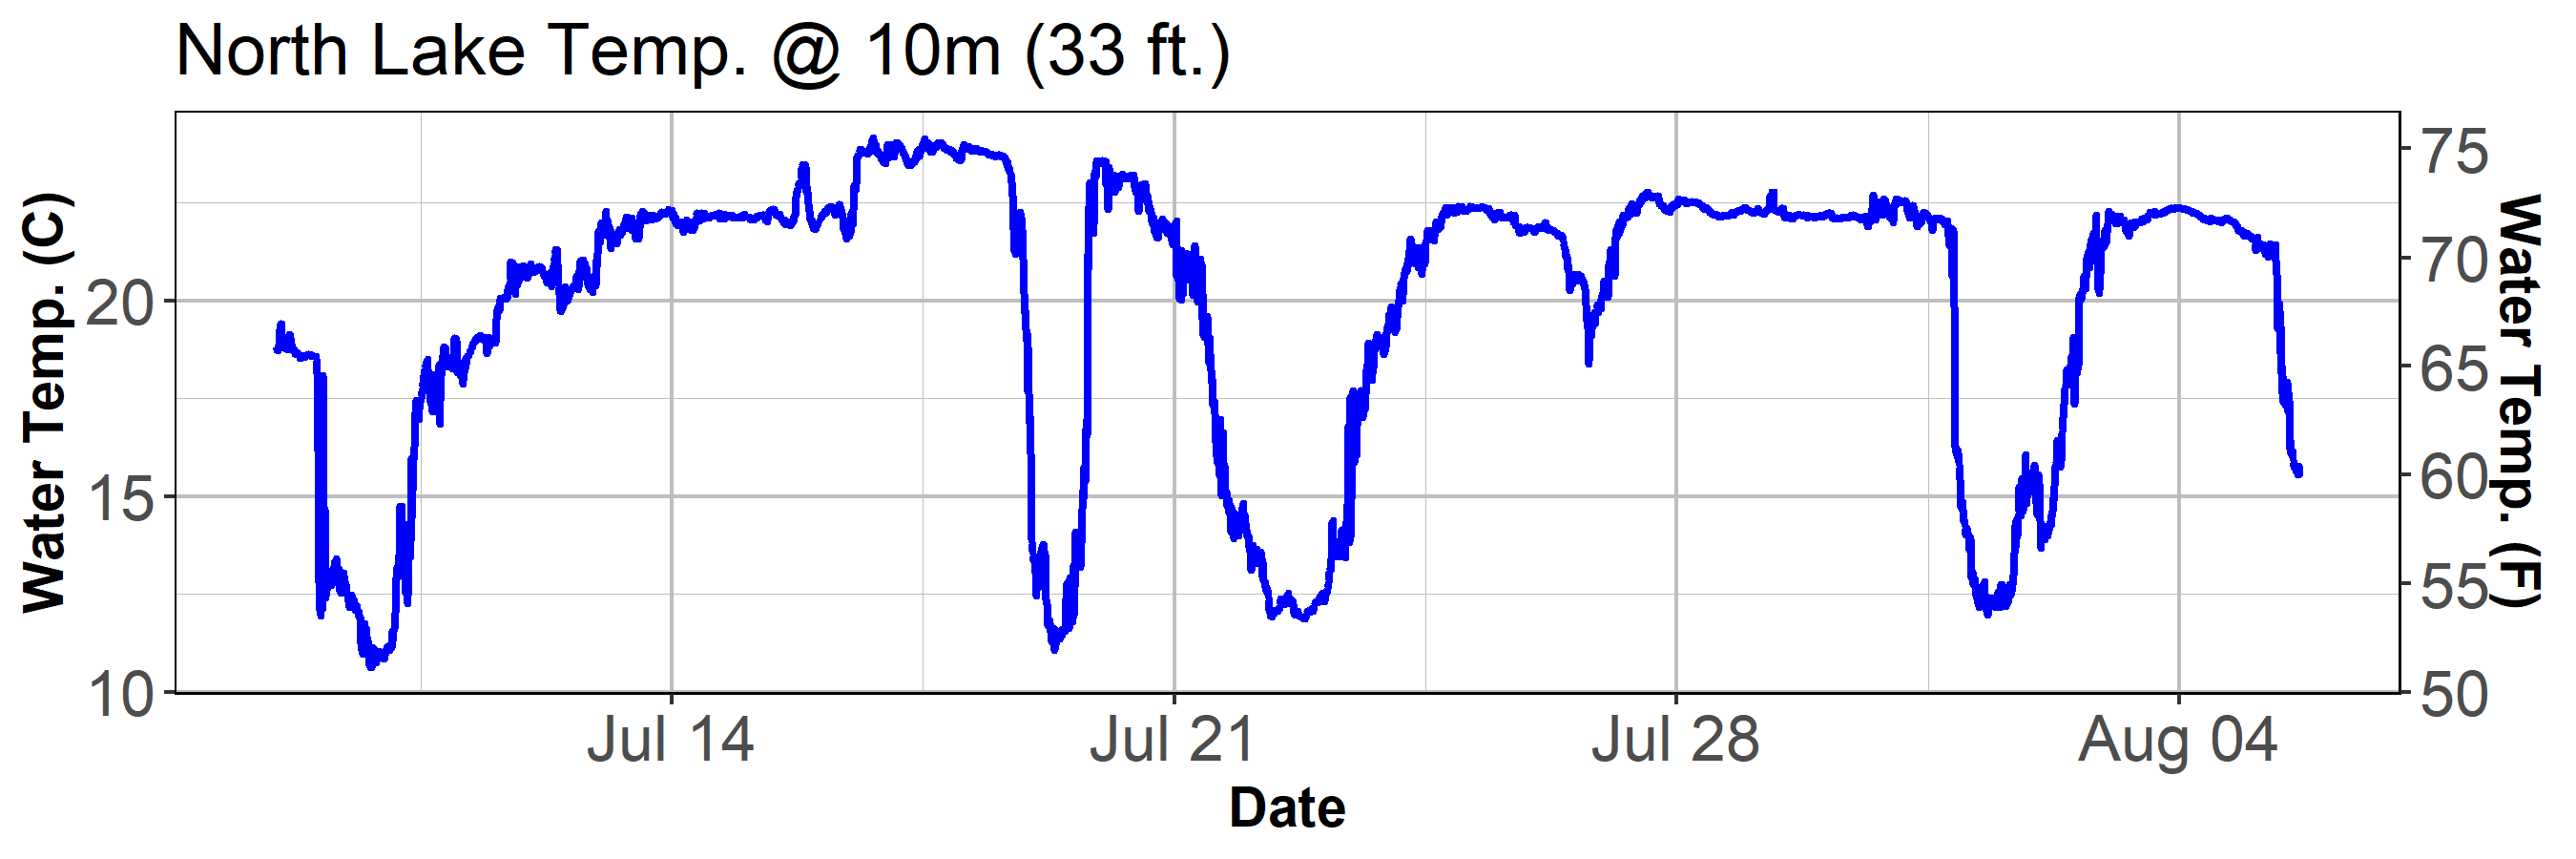 North Lake Temp. @ 10m (33 ft.)
Water Temp. (C)
20
15
10
75
70
65
60
55
50
Water Temp. (F)
Jul 14
Jul 21
Jul 28
Aug 04
Date